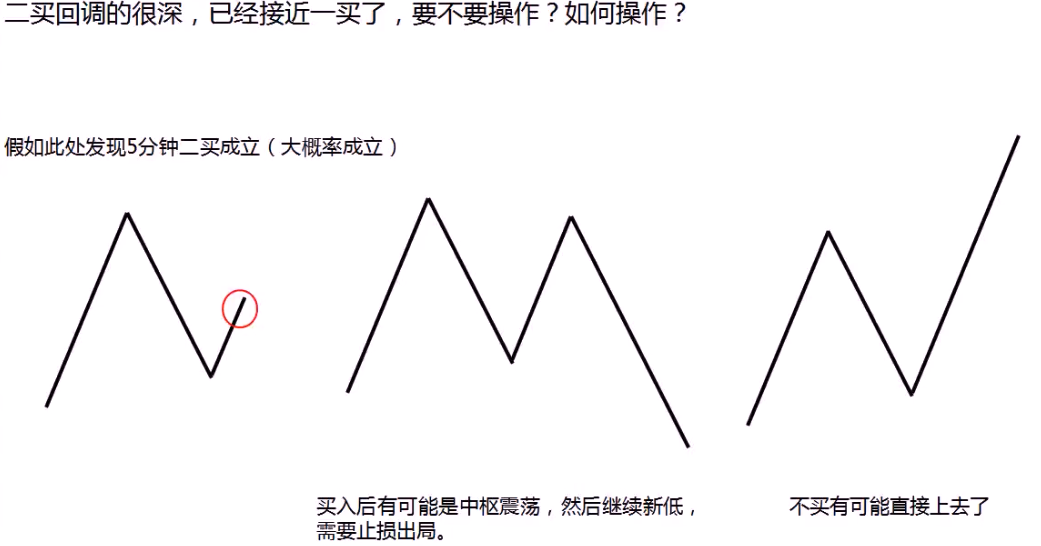 二买回调的很深，已经接近一买了，要不要操作？如何操作？
假如此处发现5分钟二买成立（大概率成立）
买入后有可能是中枢震荡，然后继续新低，
需要止损出局。
不买有可能直接上去了